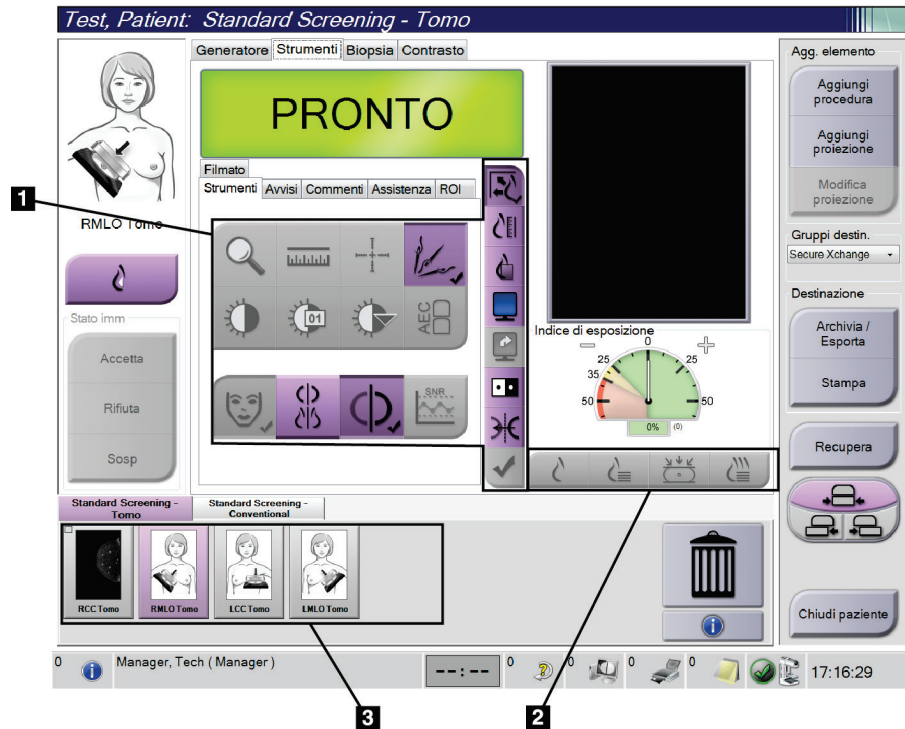 Test, Patient: Standard Screening - Tomo
Generatore Strumenti Biopsia Contrasto
PRONTO
Filmato
Strumenti Avvisi Commenti Assistenza ROI
1
RMLO Tomo
01
AEC
SNR
Stato imm
Accetta
Rifiuta
Sosp
Indice di esposizione
0
25 25
35
50 50
0% (0)
Agg. elemento
Aggiungi
procedura
Aggiungi
proiezione
Modifica
proiezione
Gruppi destin.
Secure Xchange
Destinazione
Archivia /
Esporta
Stampa
Recupera
Chiudi paziente
Standard Screening -
Tomo
Standard Screening -
Conventional
RCC Tomo
RMLO Tomo
LCC Tomo
LMLO Tomo
0 Manager, Tech ( Manager ) --:-- 0 0 0 0 17:16:29
3
2